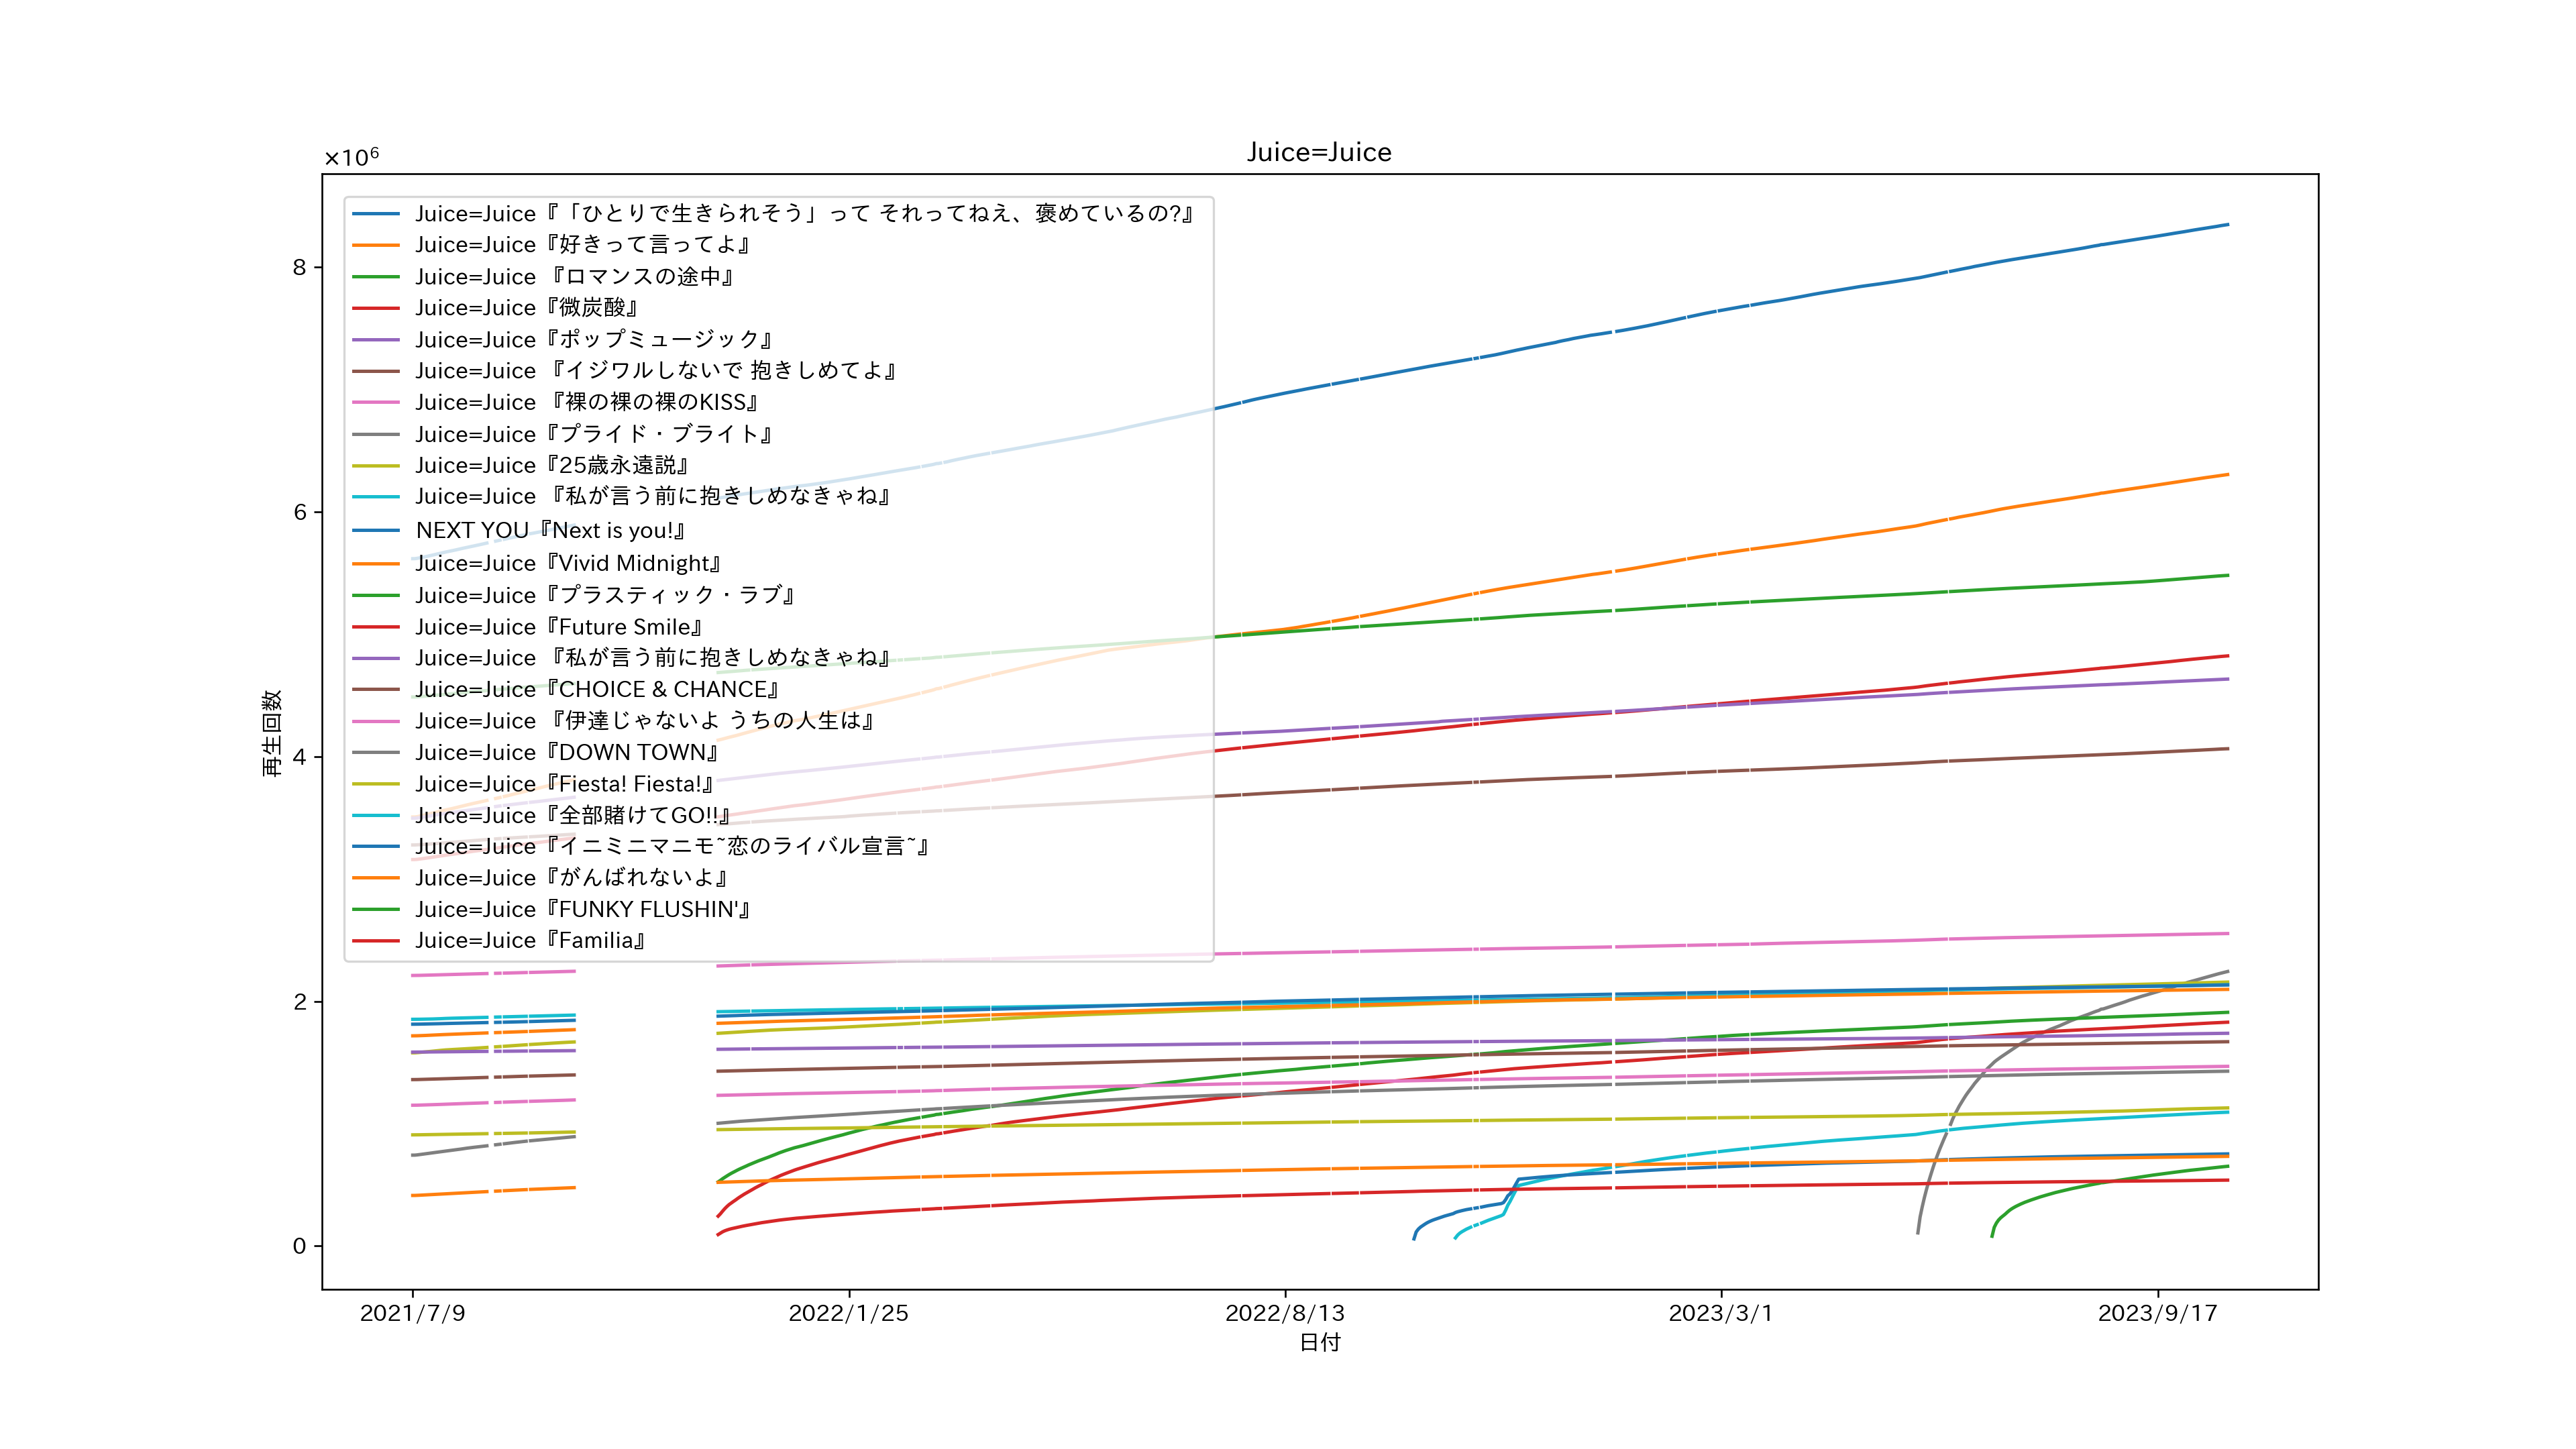 Juice=Juice
×10⁶
Juice=Juice『「ひとりで生きられそう」って それってねえ、褒めているの?』
Juice=Juice『好きって言ってよ』
Juice=Juice 『ロマンスの途中』
Juice=Juice『微炭酸』
Juice=Juice『ポップミュージック』
Juice=Juice 『イジワルしないで 抱きしめてよ』
Juice=Juice 『裸の裸の裸のKISS』
Juice=Juice『プライド・ブライト』
Juice=Juice『25歳永遠説』
Juice=Juice 『私が言う前に抱きしめなきゃね』
NEXT YOU『Next is you!』
Juice=Juice『Vivid Midnight』
Juice=Juice『プラスティック・ラブ』
Juice=Juice『Future Smile』
Juice=Juice 『私が言う前に抱きしめなきゃね』
Juice=Juice『CHOICE & CHANCE』
Juice=Juice 『伊達じゃないよ うちの人生は』
Juice=Juice『DOWN TOWN』
Juice=Juice『Fiesta! Fiesta!』
Juice=Juice『全部賭けてGO!!』
Juice=Juice『イニミニマニモ~恋のライバル宣言~』
Juice=Juice『がんばれないよ』
Juice=Juice『FUNKY FLUSHIN'』
Juice=Juice『Familia』
8
6
4
2
0
再生回数
2021/7/9
2022/1/25
2022/8/13
2023/3/1
2023/9/17
日付